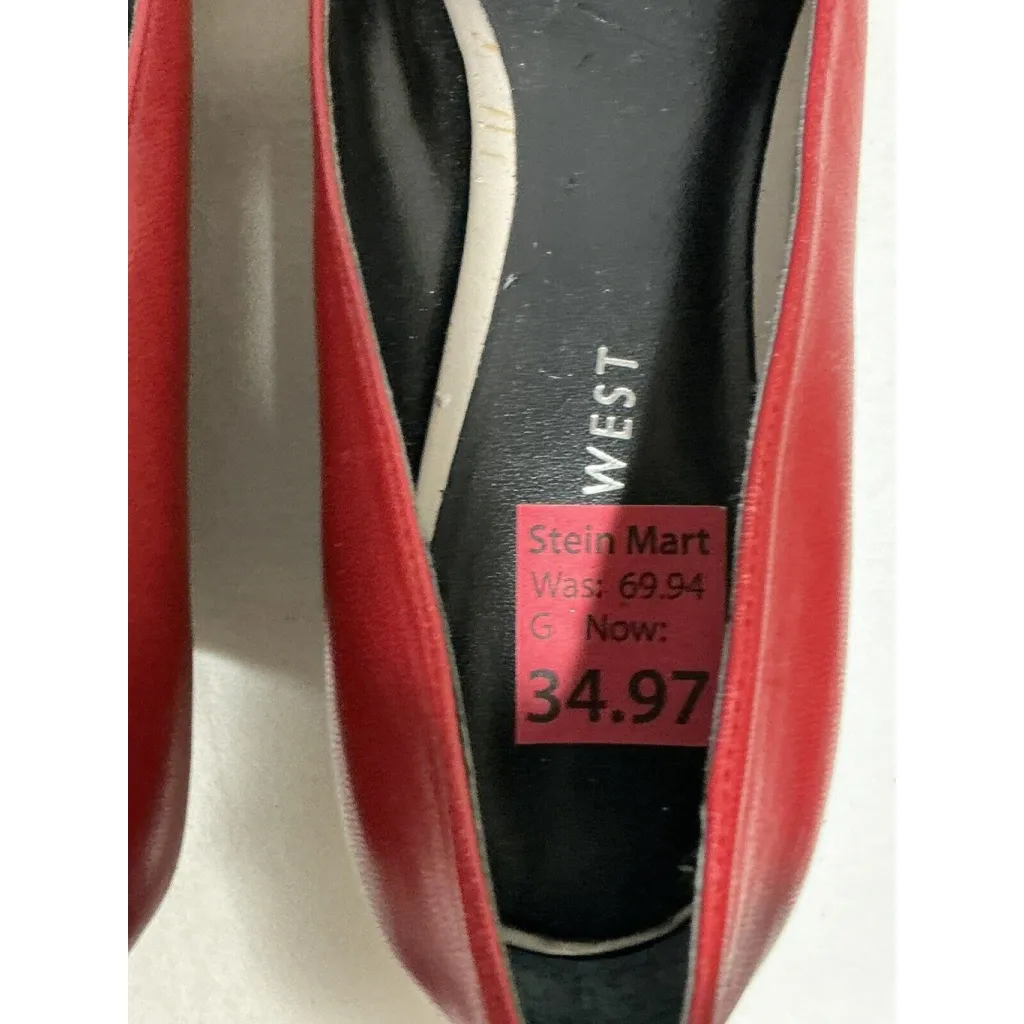 WEST
Stein Mart
Was: 69.94
G Now:
34.97